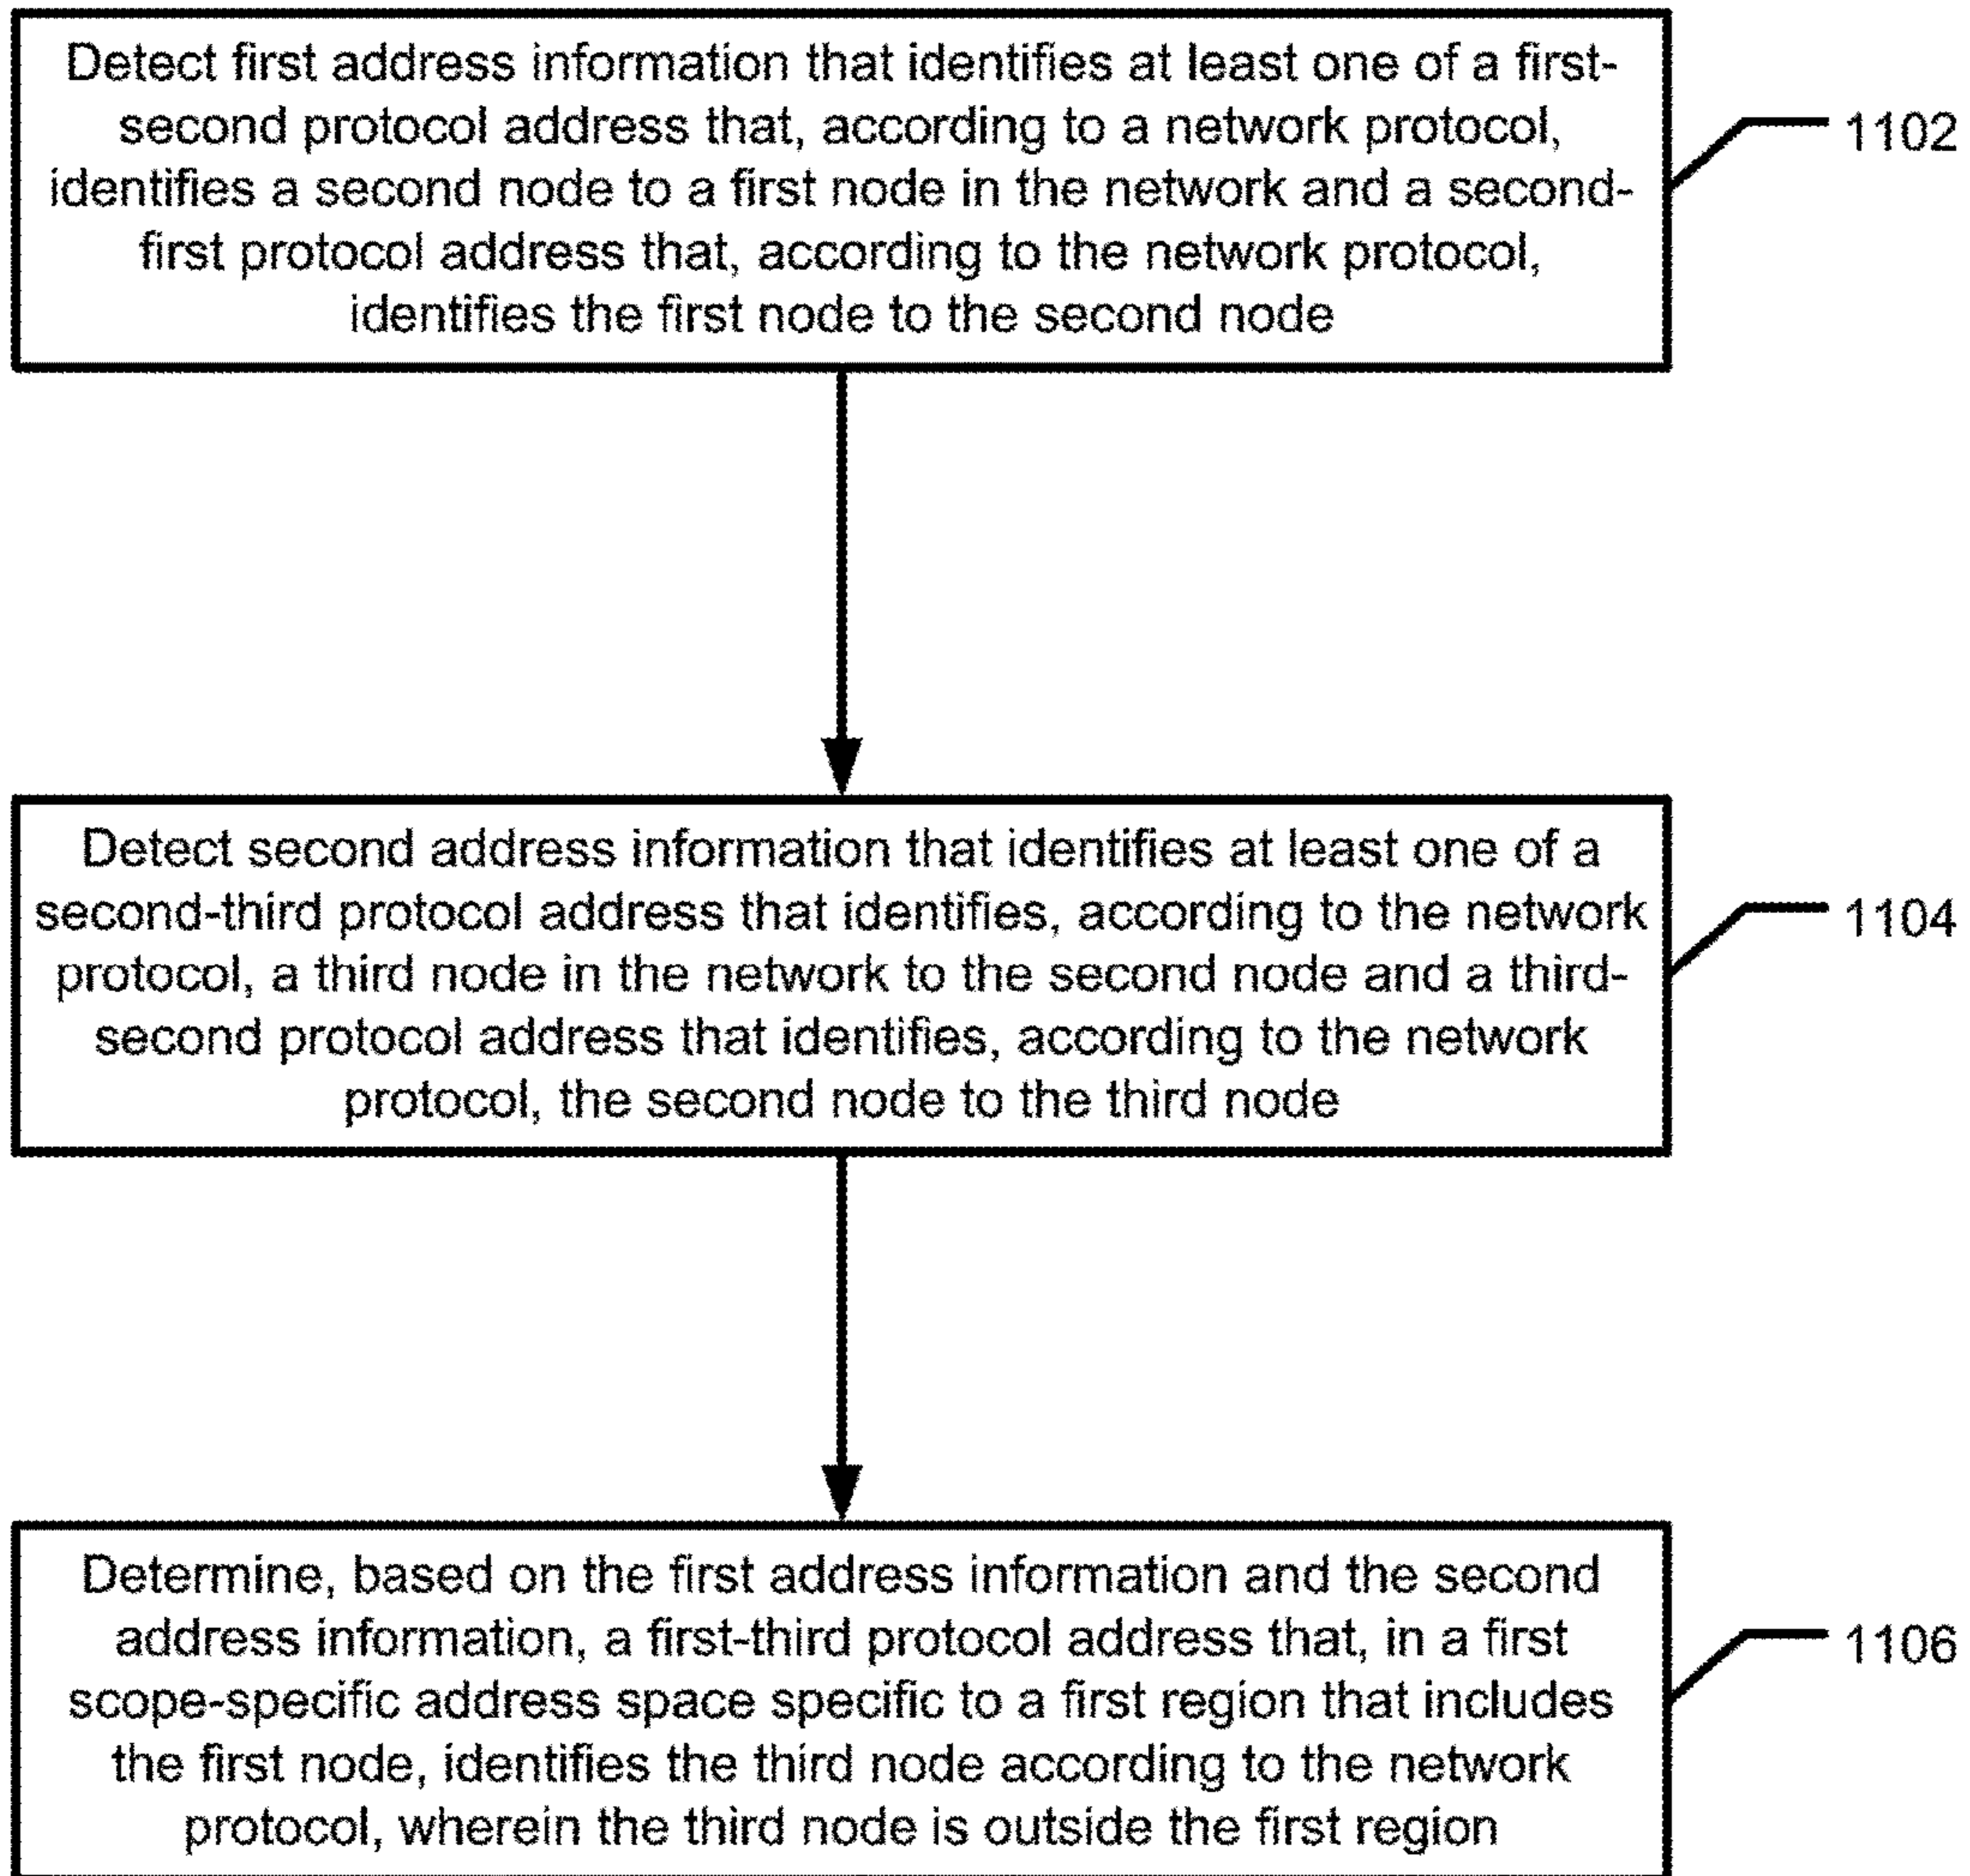 Detect first address information that identifies at least one of a first-
second protocol address that, according to a network protocol,
identifies a second node to a first node in the network and a second-
first protocol address that, according to the network protocol,
identifies the first node to the second node
1102
Detect second address information that identifies at least one of a
second-third protocol address that identifies, according to the network
protocol, a third node in the network to the second node and a third-
second protocol address that identifies, according to the network
protocol, the second node to the third node
1104
Determine, based on the first address information and the second
address information, a first-third protocol address that, in a first
scope-specific address space specific to a first region that includes
the first node, identifies the third node according to the network
protocol, wherein the third node is outside the first region
1106